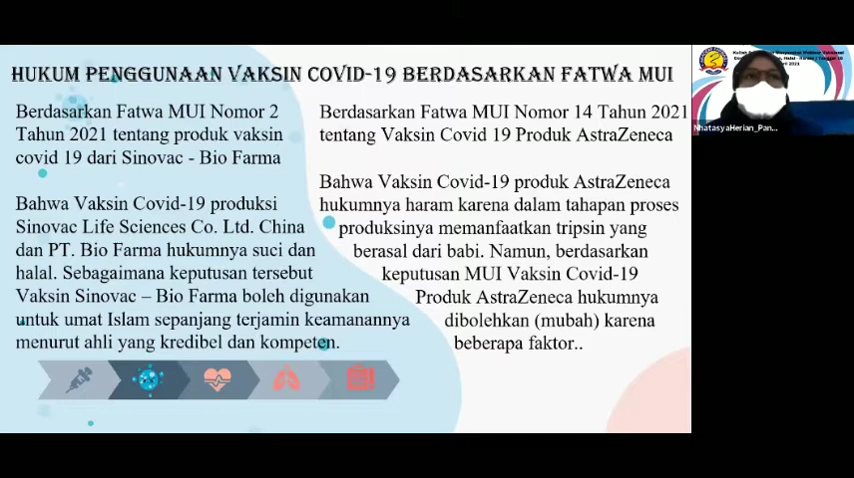 HUKUM PENGGUNAAN VAKSIN COVID-19 BERDASARKAN FATWA MUI
Berdasarkan Fatwa MUI Nomor 2
Tahun 2021 tentang produk vaksin
covid 19 dari Sinovac - Bio Farma
Bahwa Vaksin Covid-19 produksi
Sinovac Life Sciences Co. Ltd. China
dan PT. Bio Farma hukumnya suci dan
halal. Sebagaimana keputusan tersebut
Vaksin Sinovac – Bio Farma boleh digunakan
untuk umat Islam sepanjang terjamin keamanannya
menurut ahli yang kredibel dan kompeten.
Berdasarkan Fatwa MUI Nomor 14 Tahun 2021
tentang Vaksin Covid 19 Produk AstraZeneca
Bahwa Vaksin Covid-19 produk AstraZeneca
hukumnya haram karena dalam tahapan proses
produksinya memanfaatkan tripsin yang
berasal dari babi. Namun, berdasarkan
keputusan MUI Vaksin Covid-19
Produk AstraZeneca hukumnya
dibolehkan (mubah) karena
beberapa faktor..
NhatasyaHerian_Pan...